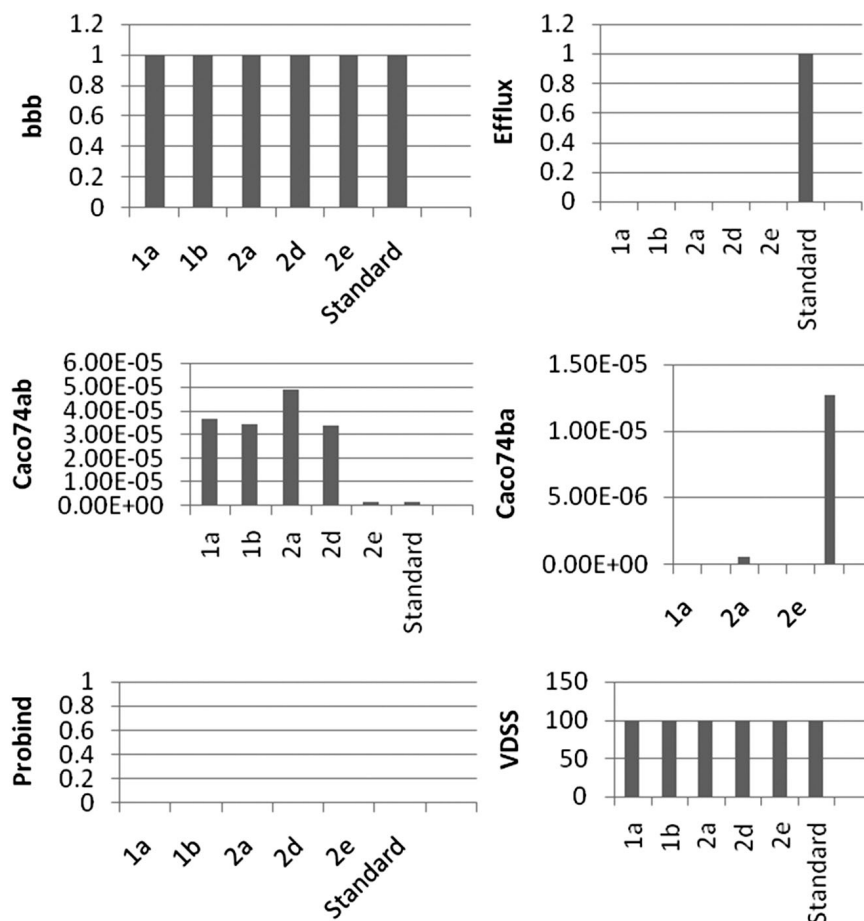 bbb
1.2
1
0.8
0.6
0.4
0.2
0
1a 1b 2a 2d 2e Standard
Efflux
1.2
1
0.8
0.6
0.4
0.2
0
1a 1b 2a 2d 2e Standard
Caco74ab
6.00E-05
5.00E-05
4.00E-05
3.00E-05
2.00E-05
1.00E-05
0.00E+00
1a 1b 2a 2d 2e Standard
Caco74ba
1.50E-05
1.00E-05
5.00E-06
0.00E+00
1a 2a 2e
Probind
1
0.8
0.6
0.4
0.2
0
1a 1b 2a 2d 2e Standard
VDSS
150
100
50
0
1a 1b 2a 2d 2e Standard